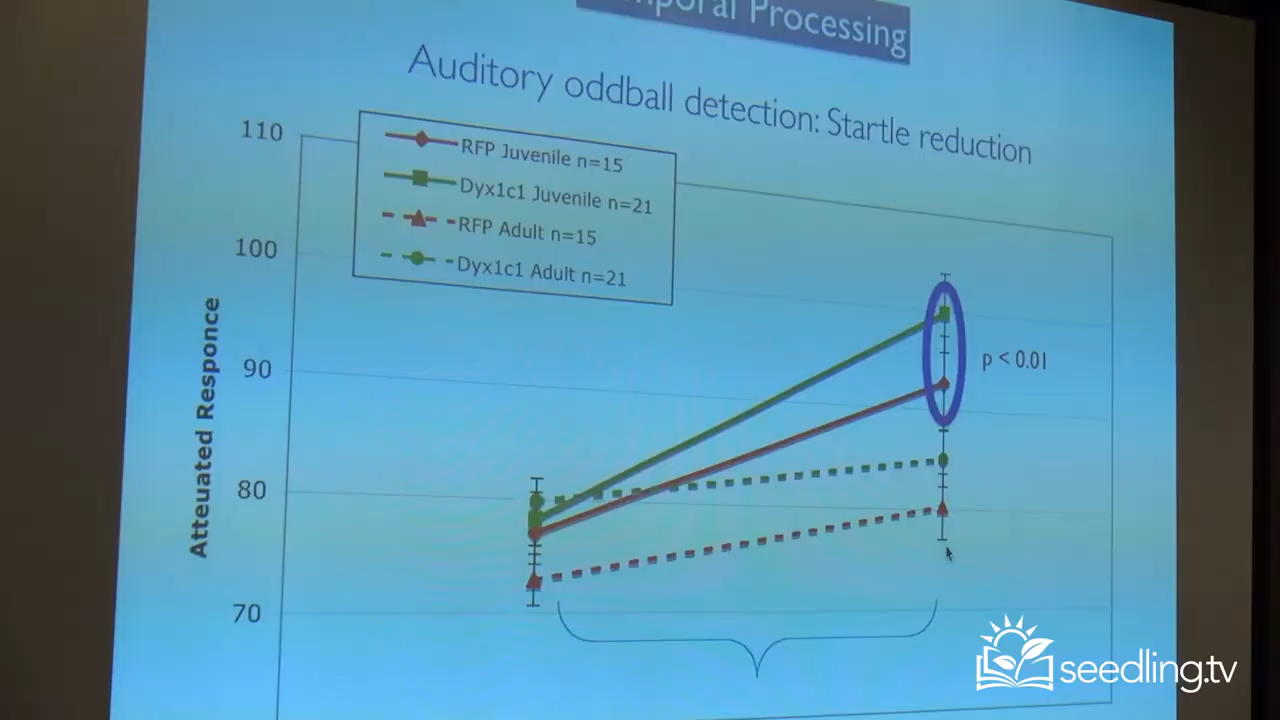 Processing
Auditory oddball detection: Startle reduction
110
100
90
80
70
Atteuated Responce
RFP Juvenile n=15
Dyx1c1 Juvenile n=21
RFP Adult n=15
Dyx1c1 Adult n=21
p < 0.01
seedling.tv